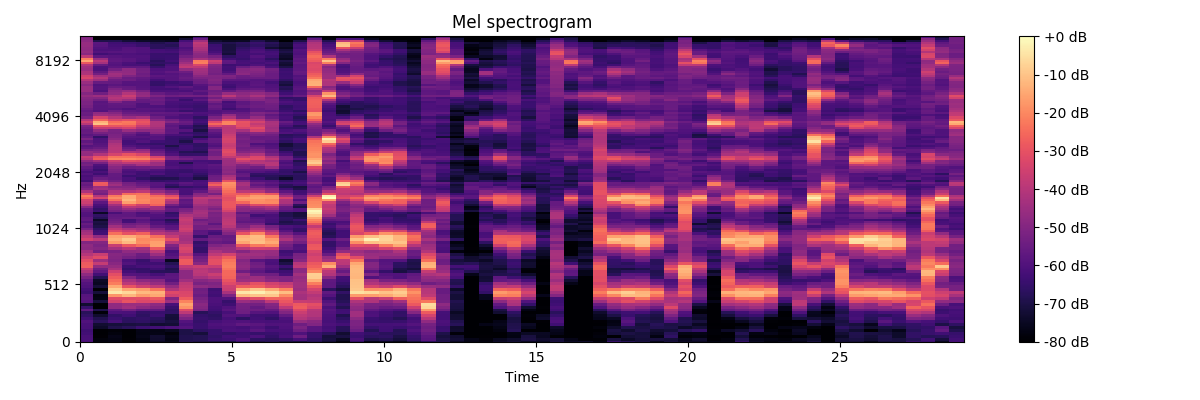 Mel spectrogram
+0 dB
8192
-10 dB
-20 dB
4096
-30 dB
2048
-40 dB
Hz
-50 dB
1024
-60 dB
512
-70 dB
0
-80 dB
0 5 10 15 20 25
Time